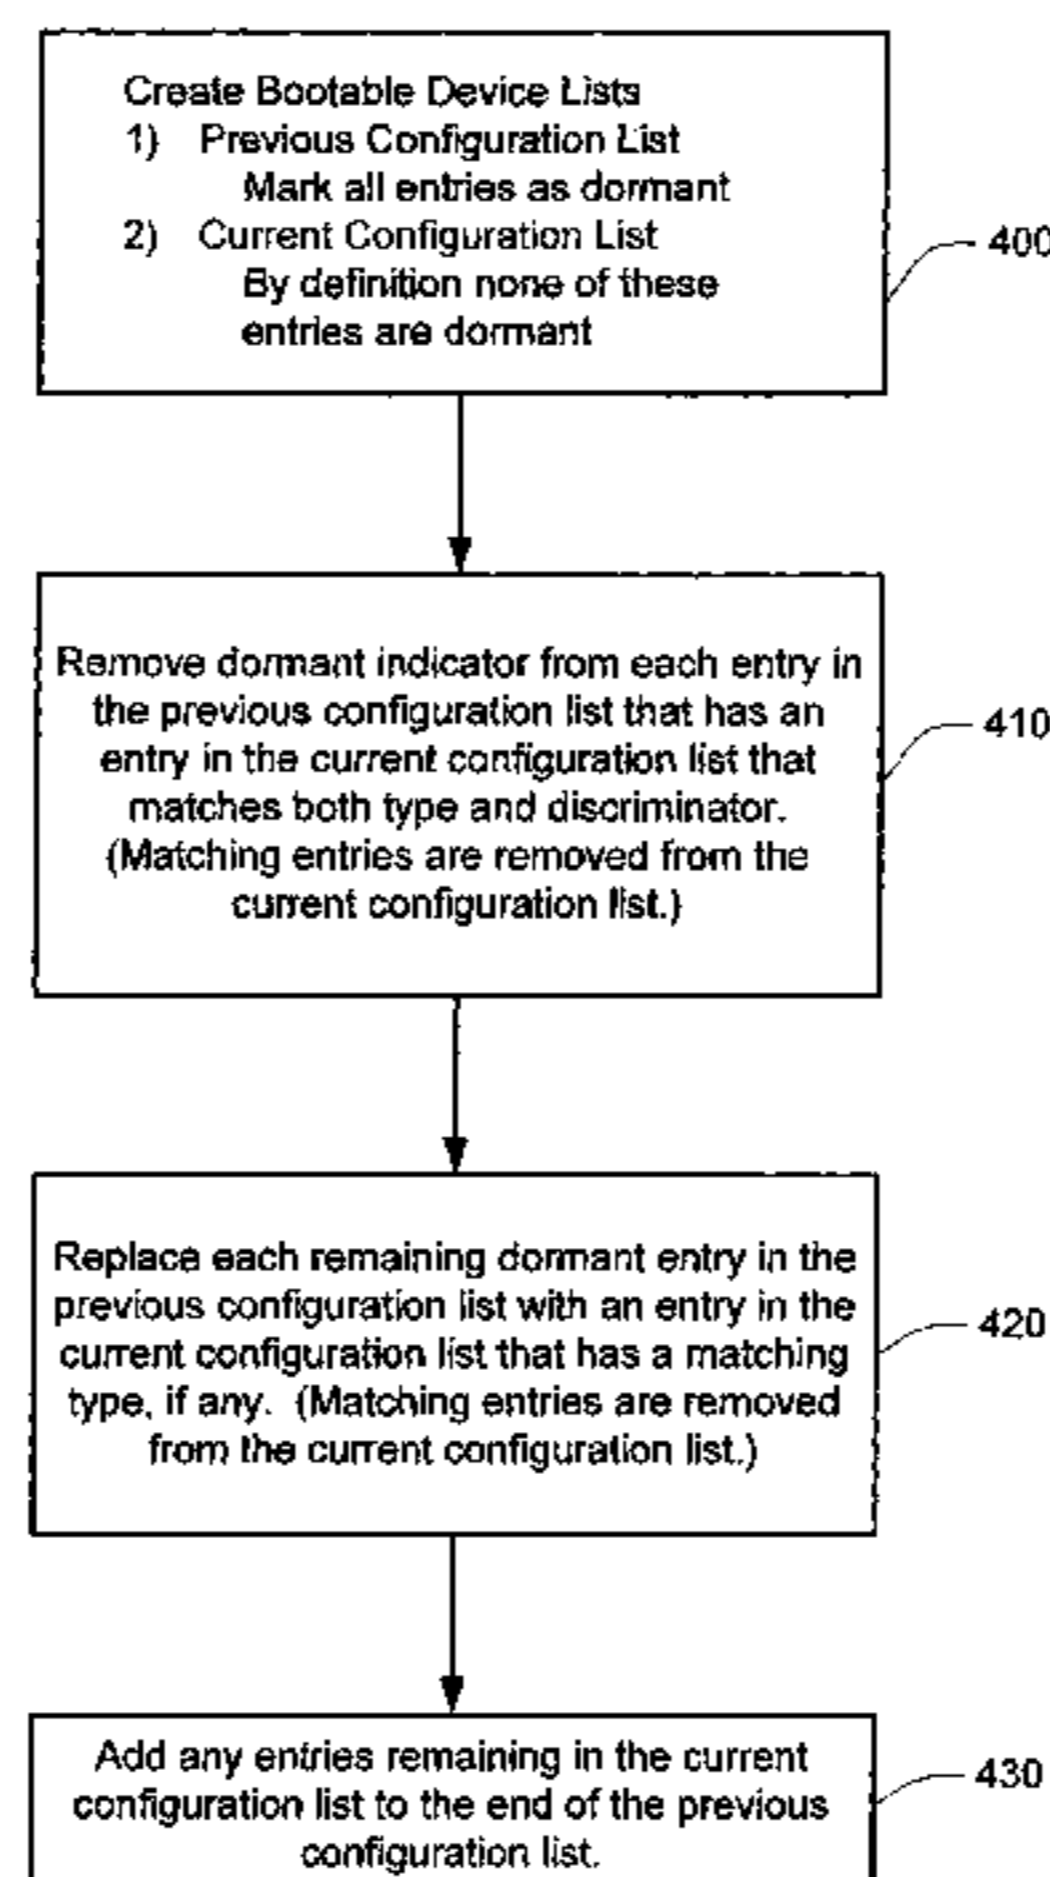 Create Bootable Device Lists
1) Previous Configuration List
Mark all entries as dormant
2) Current Configuration List
By definition none of these
entries are dormant
400
Remove dormant indicator from each entry in
the previous configuration list that has an
entry in the current configuration list that
matches both type and discriminator.
(Matching entries are removed from the
current configuration list.)
410
Replace each remaining dormant entry in the
previous configuration list with an entry in the
current configuration list that has a matching
type, if any. (Matching entries are removed
from the current configuration list.)
420
Add any entries remaining in the current
configuration list to the end of the previous
configuration list.
430